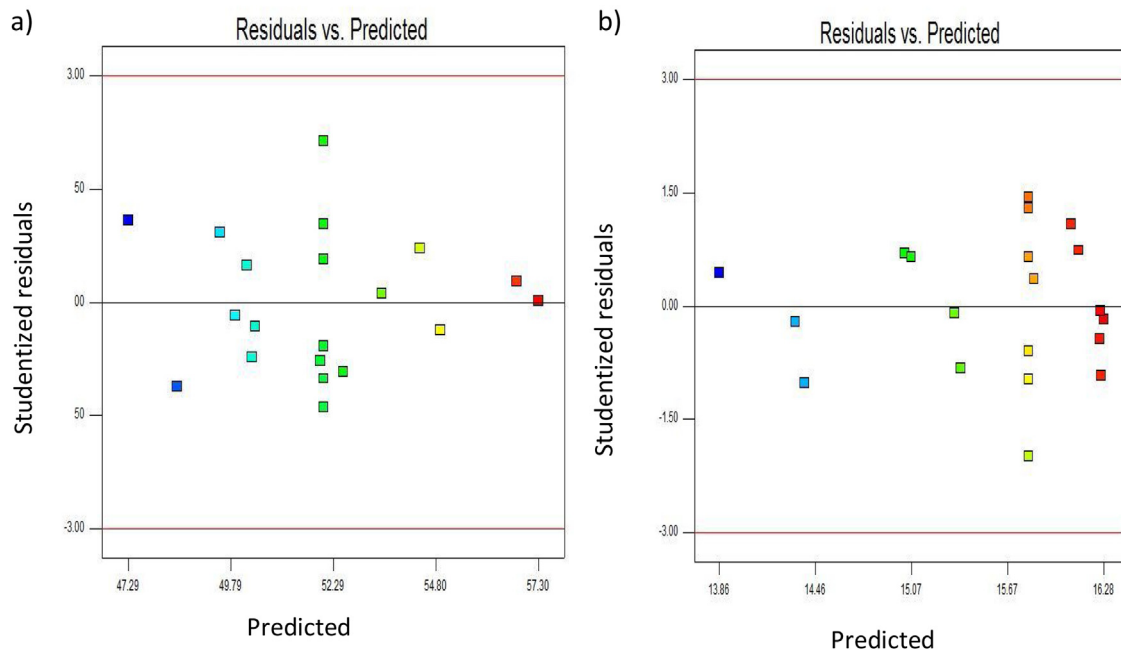 a)
Residuals vs. Predicted
3.00
50
00
50
-3.00
Studentized residuals
47.29 49.79 52.29 54.80 57.30
Predicted
b)
Residuals vs. Predicted
3.00
1.50
0.00
-1.50
-3.00
Studentized residuals
13.86 14.46 15.07 15.67 16.28
Predicted